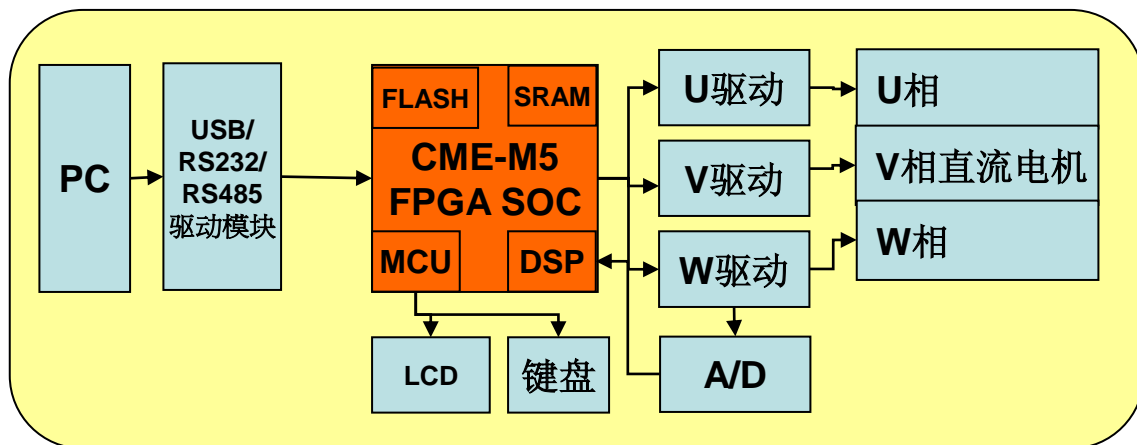 PC
USB/
RS232/
RS485
驱动模块
FLASH
SRAM
CME-M5
FPGA SOC
MCU
DSP
LCD
键盘
U驱动
V驱动
W驱动
A/D
U相
V相直流电机
W相